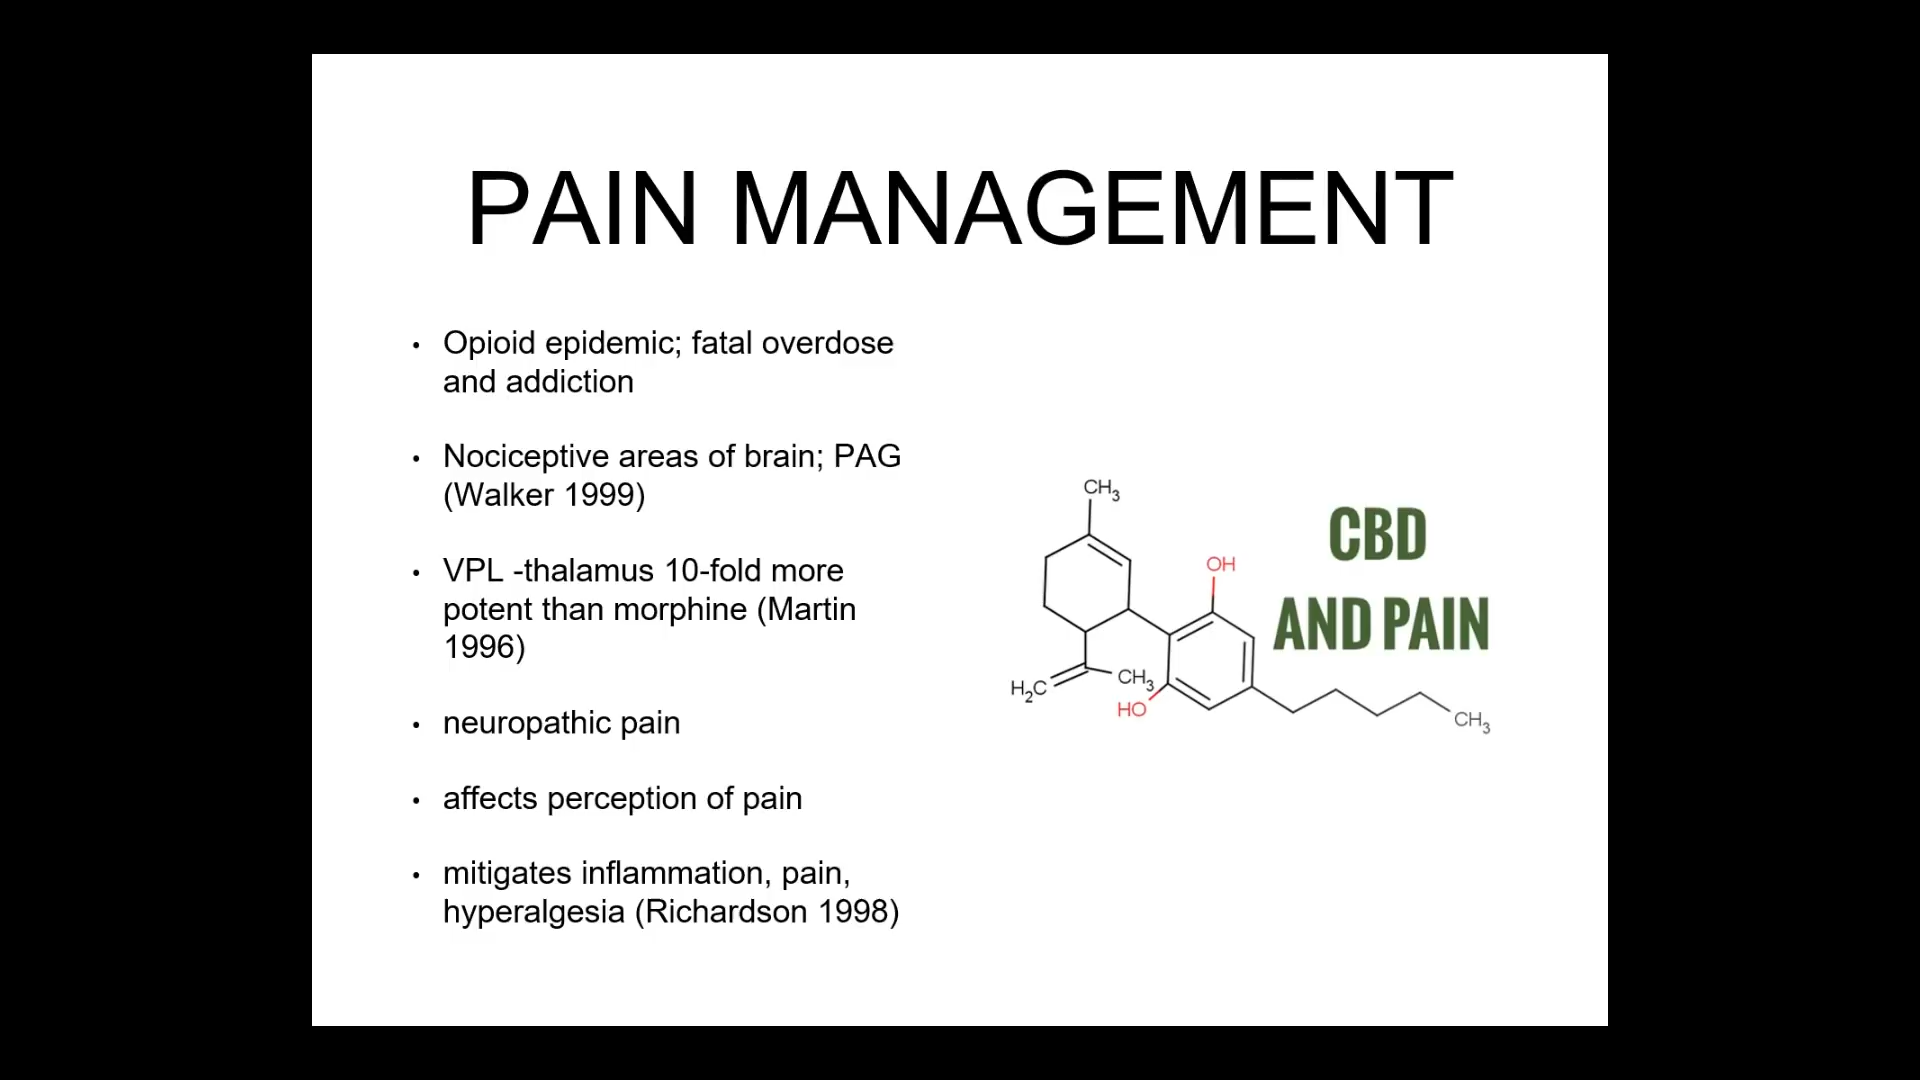 PAIN MANAGEMENT
• Opioid epidemic; fatal overdose
and addiction
• Nociceptive areas of brain; PAG
(Walker 1999)
• VPL -thalamus 10-fold more
potent than morphine (Martin
1996)
• neuropathic pain
• affects perception of pain
• mitigates inflammation, pain,
hyperalgesia (Richardson 1998)
CH3
OH
H2C
CH3
HO
CH3
CBD
AND PAIN